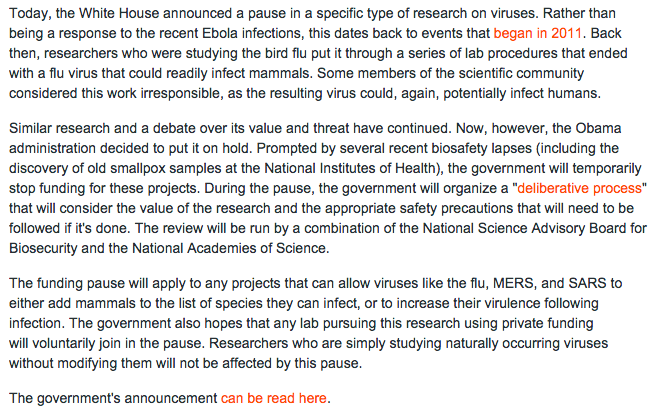 Today, the White House announced a pause in a specific type of research on viruses. Rather than
being a response to the recent Ebola infections, this dates back to events that began in 2011. Back
then, researchers who were studying the bird flu put it through a series of lab procedures that ended
with a flu virus that could readily infect mammals. Some members of the scientific community
considered this work irresponsible, as the resulting virus could, again, potentially infect humans.
Similar research and a debate over its value and threat have continued. Now, however, the Obama
administration decided to put it on hold. Prompted by several recent biosafety lapses (including the
discovery of old smallpox samples at the National Institutes of Health), the government will temporarily
stop funding for these projects. During the pause, the government will organize a "deliberative process"
that will consider the value of the research and the appropriate safety precautions that will need to be
followed if it's done. The review will be run by a combination of the National Science Advisory Board for
Biosecurity and the National Academies of Science.
The funding pause will apply to any projects that can allow viruses like the flu, MERS, and SARS to
either add mammals to the list of species they can infect, or to increase their virulence following
infection. The government also hopes that any lab pursuing this research using private funding
will voluntarily join in the pause. Researchers who are simply studying naturally occurring viruses
without modifying them will not be affected by this pause.
The government's announcement can be read here.